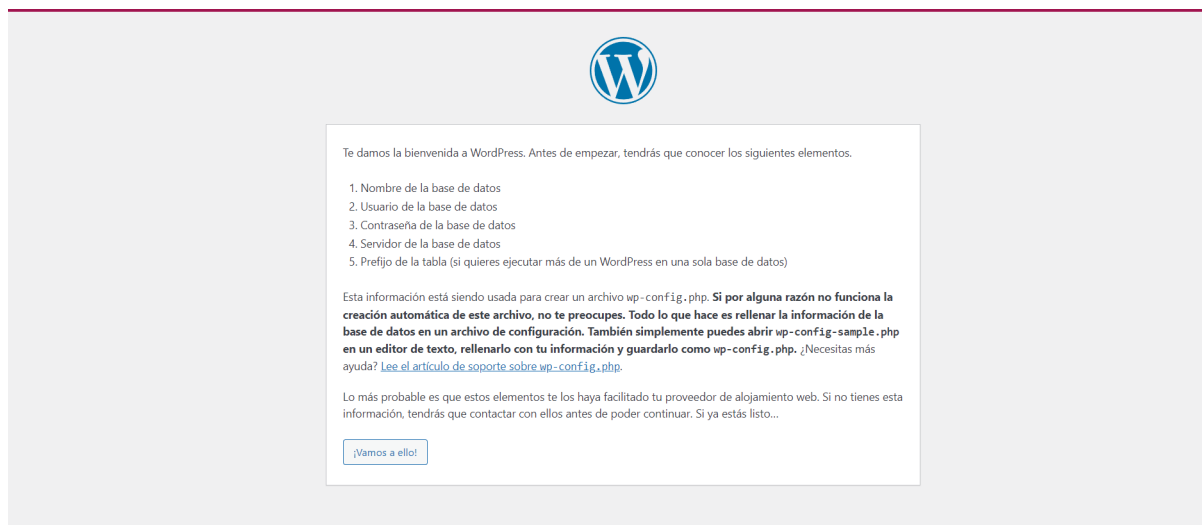 Te damos la bienvenida a WordPress. Antes de empezar, tendrás que conocer los siguientes elementos.
1. Nombre de la base de datos
2. Usuario de la base de datos
3. Contraseña de la base de datos
4. Servidor de la base de datos
5. Prefijo de la tabla (si quieres ejecutar más de un WordPress en una sola base de datos)
Esta información está siendo usada para crear un archivo wp-config.php. Si por alguna razón no funciona la
creación automática de este archivo, no te preocupes. Todo lo que hace es rellenar la información de la
base de datos en un archivo de configuración. También simplemente puedes abrir wp-config-sample.php
en un editor de texto, rellenarlo con tu información y guardarlo como wp-config.php. ¿Necesitas más
ayuda? Lee el artículo de soporte sobre wp-config.php.
Lo más probable es que estos elementos te los haya facilitado tu proveedor de alojamiento web. Si no tienes esta
información, tendrás que contactar con ellos antes de poder continuar. Si ya estás listo...
¡Vamos a ello!